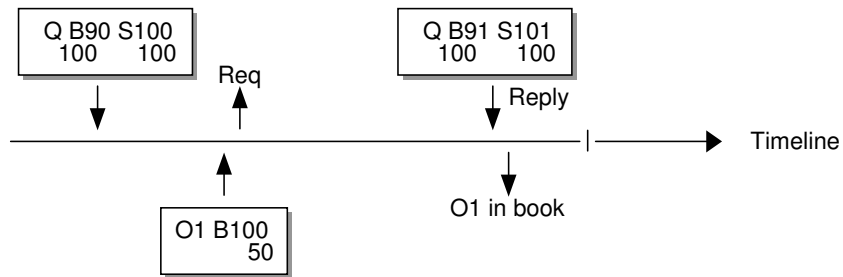 Q B90 S100
100 100
Req
Q B91 S101
100 100
Reply
Timeline
O1 in book
O1 B100
50